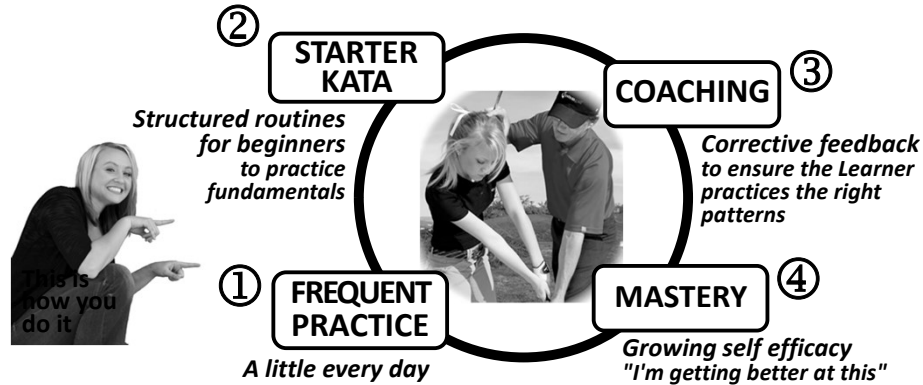 ②
STARTER
KATA
Structured routines
for beginners
to practice
fundamentals
③
COACHING
Corrective feedback
to ensure the Learner
practices the right
patterns
This is
how you
do it
①
FREQUENT
PRACTICE
A little every day
④
MASTERY
Growing self efficacy
"I'm getting better at this"